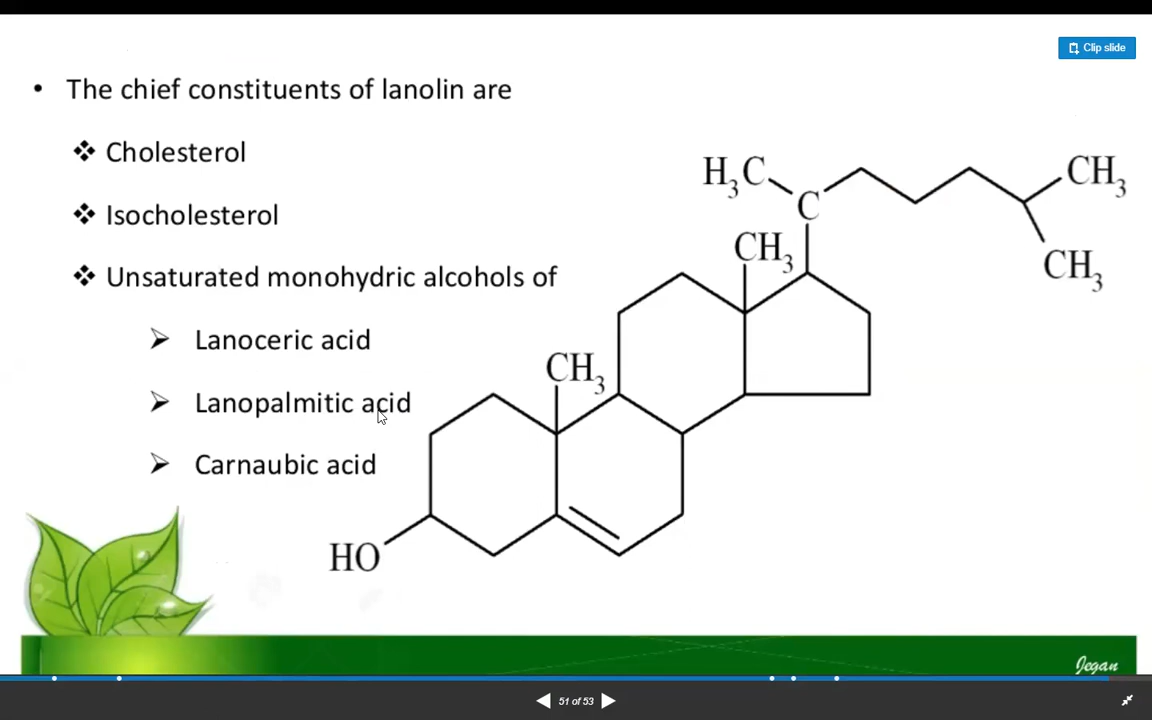 Clip slide
• The chief constituents of lanolin are
❖ Cholesterol
❖ Isocholesterol
❖ Unsaturated monohydric alcohols of
➢ Lanoceric acid
➢ Lanopalmitic acid
➢ Carnaubic acid
H₃C
C
CH₃
CH₃
CH₃
CH₃
HO
Jegan
51 of 53